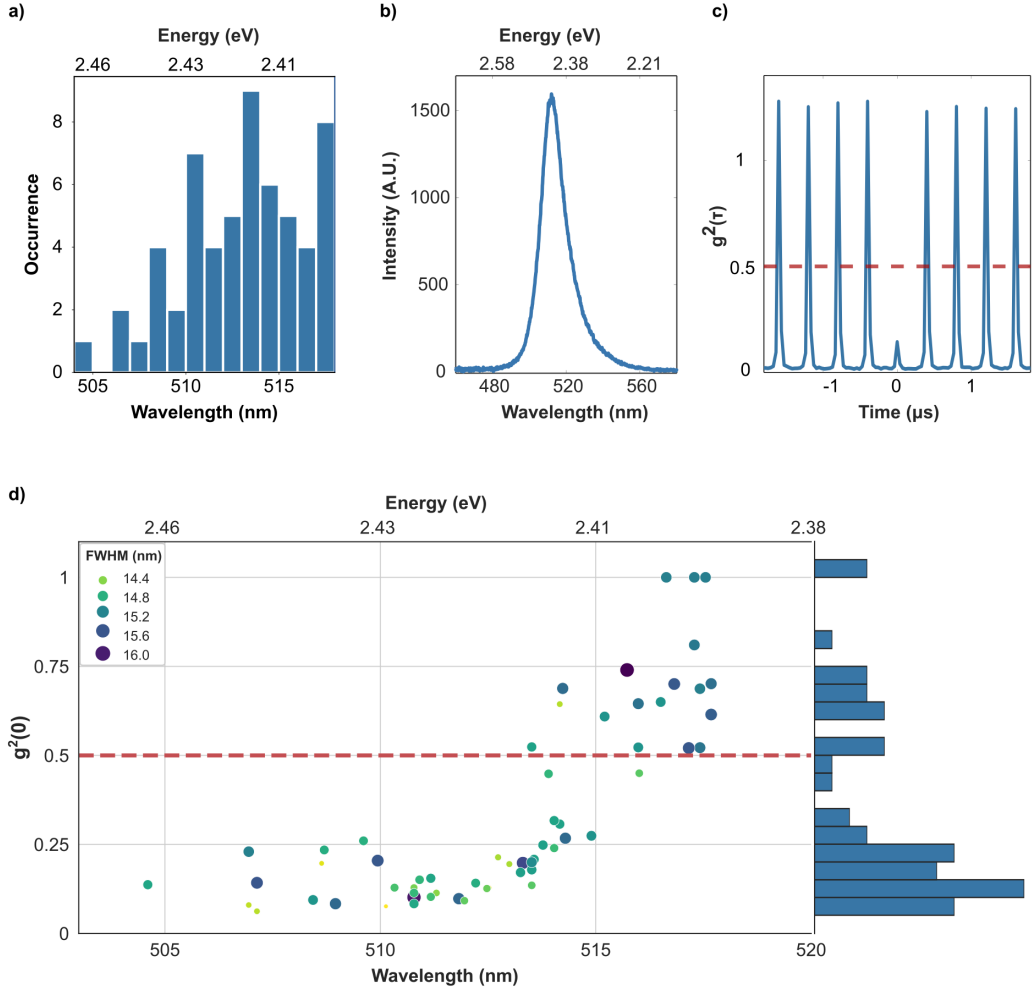 a)
Energy (eV)
2.46 2.43 2.41
Occurrence
8
6
4
2
0
505 510 515
Wavelength (nm)
b)
Energy (eV)
2.58 2.38 2.21
Intensity (A.U.)
1500
1000
500
0
480 520 560
Wavelength (nm)
c)
g²(τ)
1
0.5
0
-1 0 1
Time (µs)
d)
Energy (eV)
2.46 2.43 2.41 2.38
FWHM (nm)
14.4
14.8
15.2
15.6
16.0
g²(0)
1
0.75
0.5
0.25
0
505 510 515 520
Wavelength (nm)